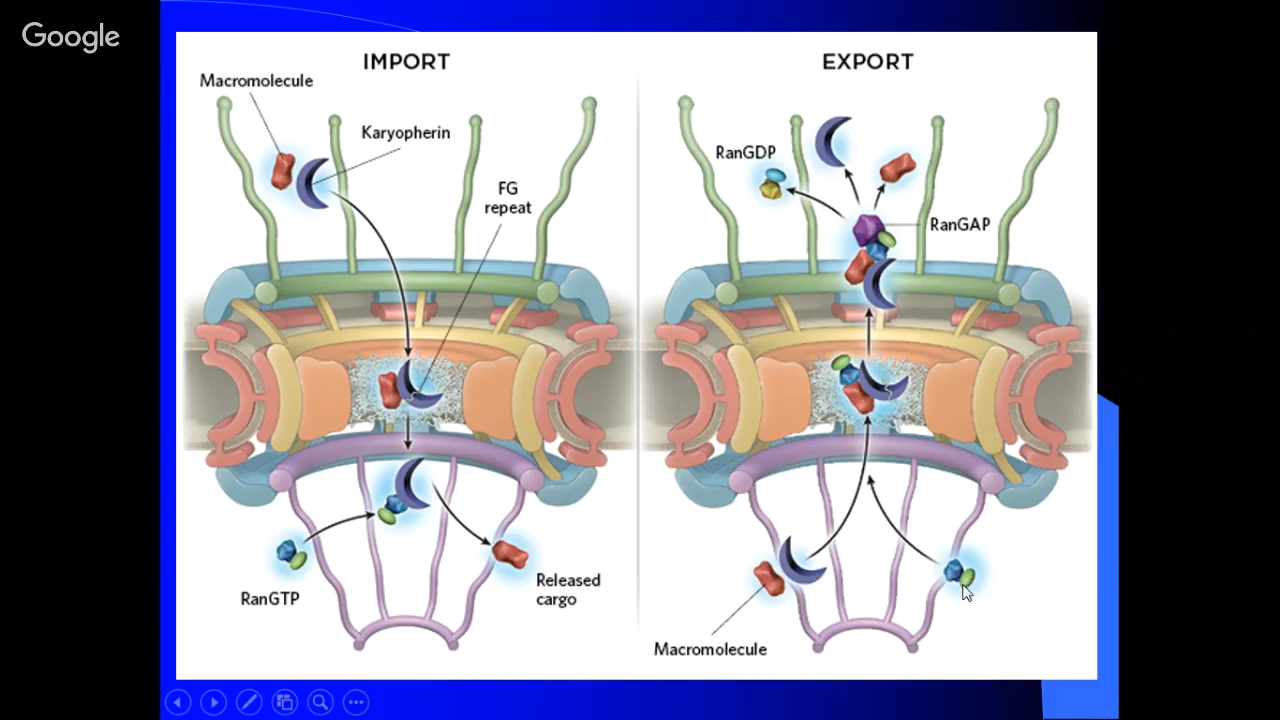 Google
IMPORT
Macromolecule
Karyopherin
FG
repeat
RanGTP
Released
cargo
EXPORT
RanGDP
RanGAP
Macromolecule